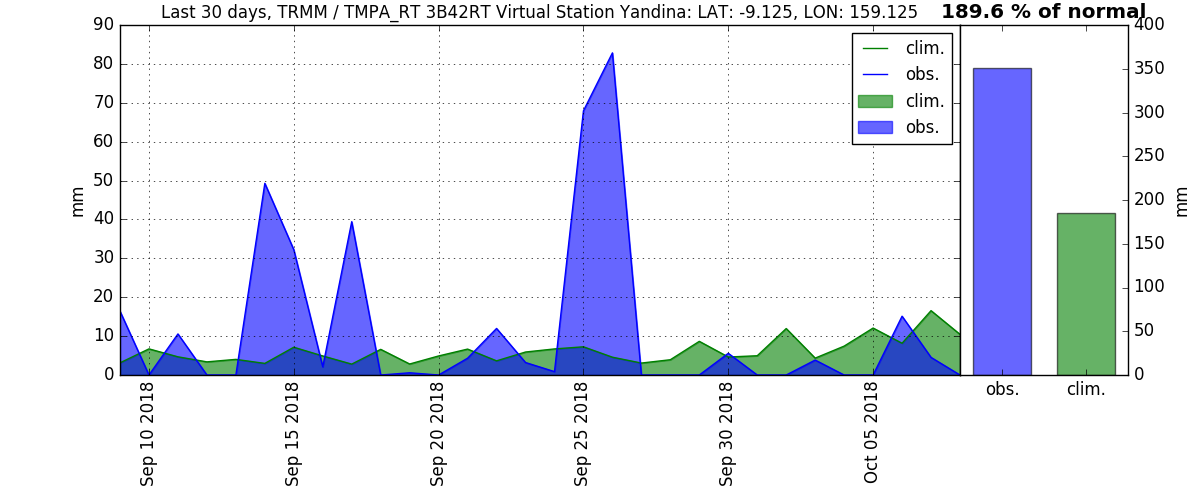 Last 30 days, TRMM / TMPA_RT 3B42RT Virtual Station Yandina: LAT: -9.125, LON: 159.125
189.6 % of normal
90
80
70
60
50
40
30
20
10
0
mm
clim.
obs.
clim.
obs.
Sep 10 2018
Sep 15 2018
Sep 20 2018
Sep 25 2018
Sep 30 2018
Oct 05 2018
400
350
300
250
200
150
100
50
0
mm
obs.
clim.